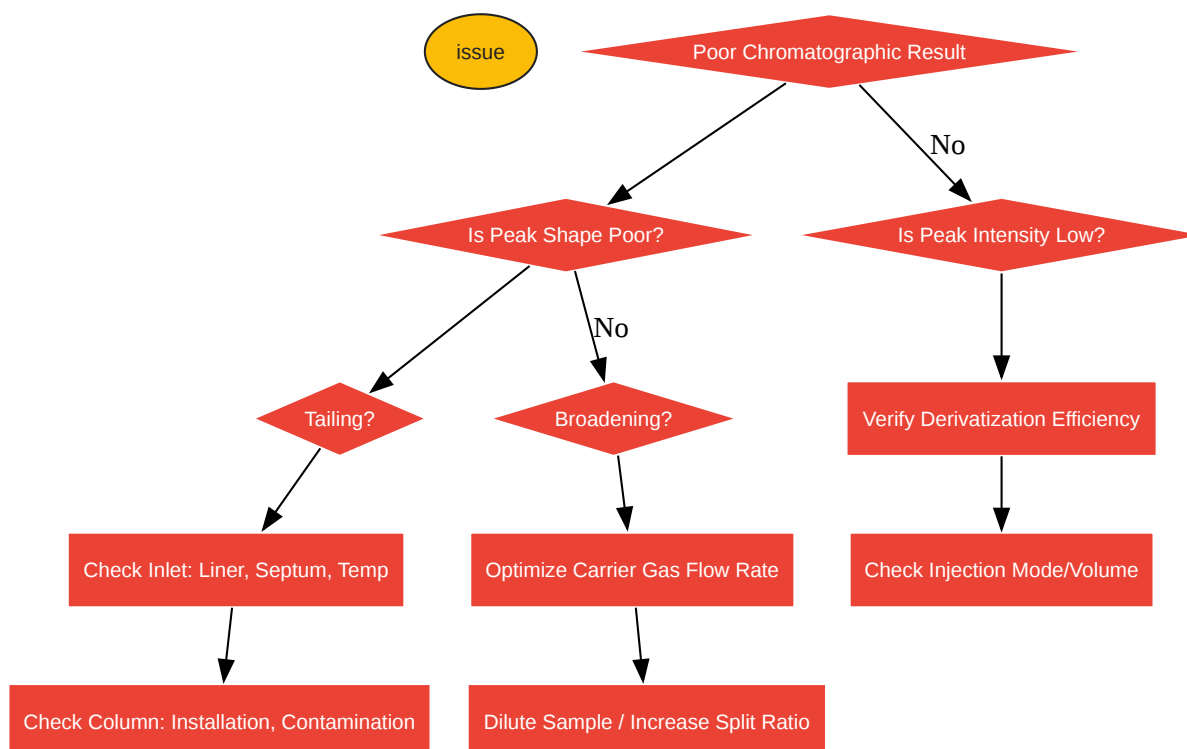 issue
Poor Chromatographic Result
No
Is Peak Shape Poor?
Is Peak Intensity Low?
No
Tailing?
Broadening?
Verify Derivatization Efficiency
Check Inlet: Liner, Septum, Temp
Optimize Carrier Gas Flow Rate
Check Injection Mode/Volume
Check Column: Installation, Contamination
Dilute Sample / Increase Split Ratio